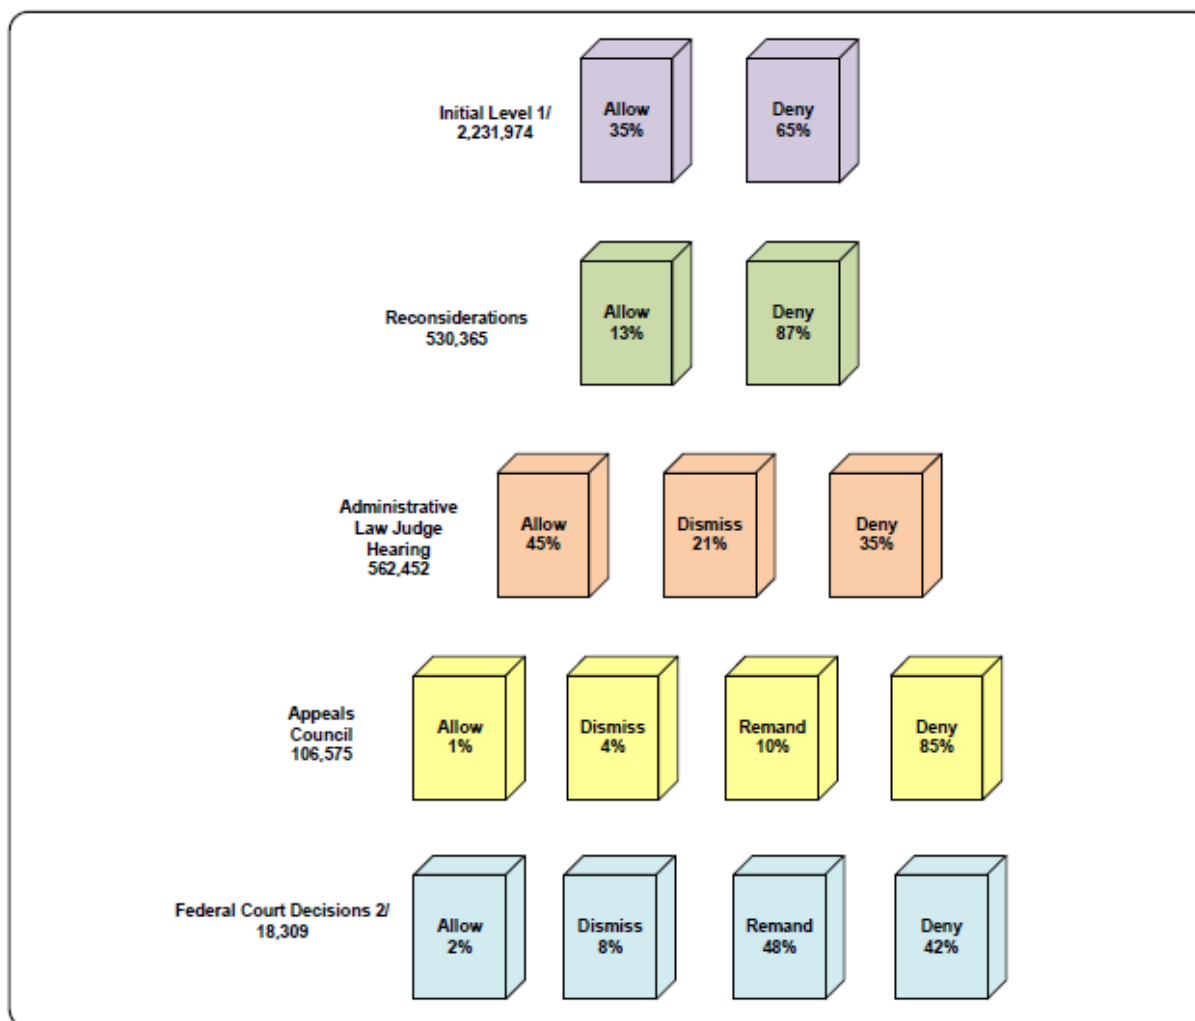 Initial Level 1/
2,231,974
Allow
35%
Deny
65%
Reconsiderations
530,365
Allow
13%
Deny
87%
Administrative
Law Judge
Hearing
562,452
Allow
45%
Dismiss
21%
Deny
35%
Appeals
Council
106,575
Allow
1%
Dismiss
4%
Remand
10%
Deny
85%
Federal Court Decisions 2/
18,309
Allow
2%
Dismiss
8%
Remand
48%
Deny
42%